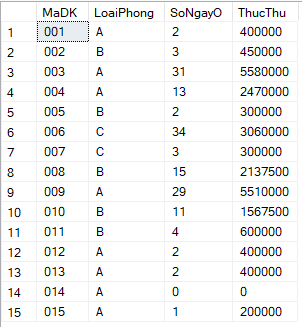 MaDK LoaiPhong SoNgayO ThucThu
1 001 A 2 400000
2 002 B 3 450000
3 003 A 31 5580000
4 004 A 13 2470000
5 005 B 2 300000
6 006 C 34 3060000
7 007 C 3 300000
8 008 B 15 2137500
9 009 A 29 5510000
10 010 B 11 1567500
11 011 B 4 600000
12 012 A 2 400000
13 013 A 2 400000
14 014 A 0 0
15 015 A 1 200000